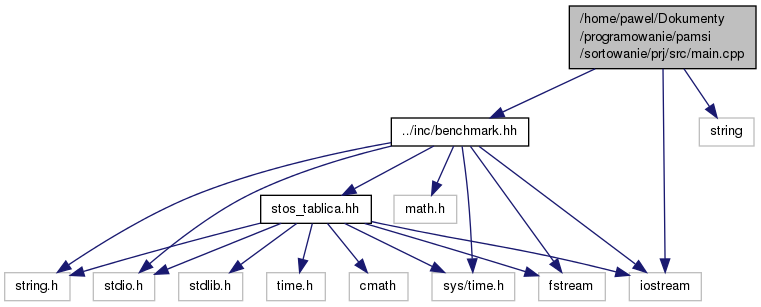 /home/pawel/Dokumenty
/programowanie/pamsi
/sortowanie/prj/src/main.cpp
../inc/benchmark.hh
string
stos_tablica.hh
math.h
string.h
stdio.h
stdlib.h
time.h
cmath
sys/time.h
fstream
iostream